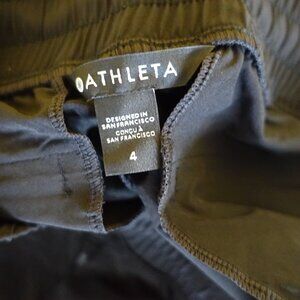 ATHLETA
DESIGNED IN
SAN FRANCISCO
CONÇU À
SAN FRANCISCO
4